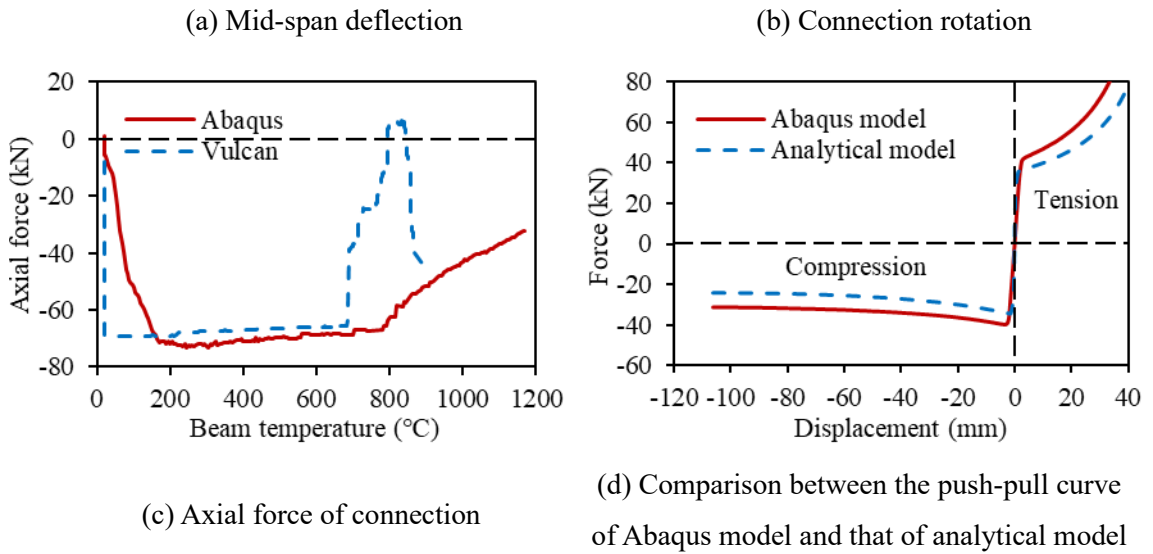 (a) Mid-span deflection
(b) Connection rotation
20
0
-20
-40
-60
-80
Axial force (kN)
Abaqus
Vulcan
0
200
400
600
800
1000
1200
Beam temperature (°C)
(c) Axial force of connection
80
60
40
20
0
-20
-40
-60
Force (kN)
Abaqus model
Analytical model
Tension
Compression
-120 -100 -80 -60 -40 -20 0 20 40
Displacement (mm)
(d) Comparison between the push-pull curve
of Abaqus model and that of analytical model